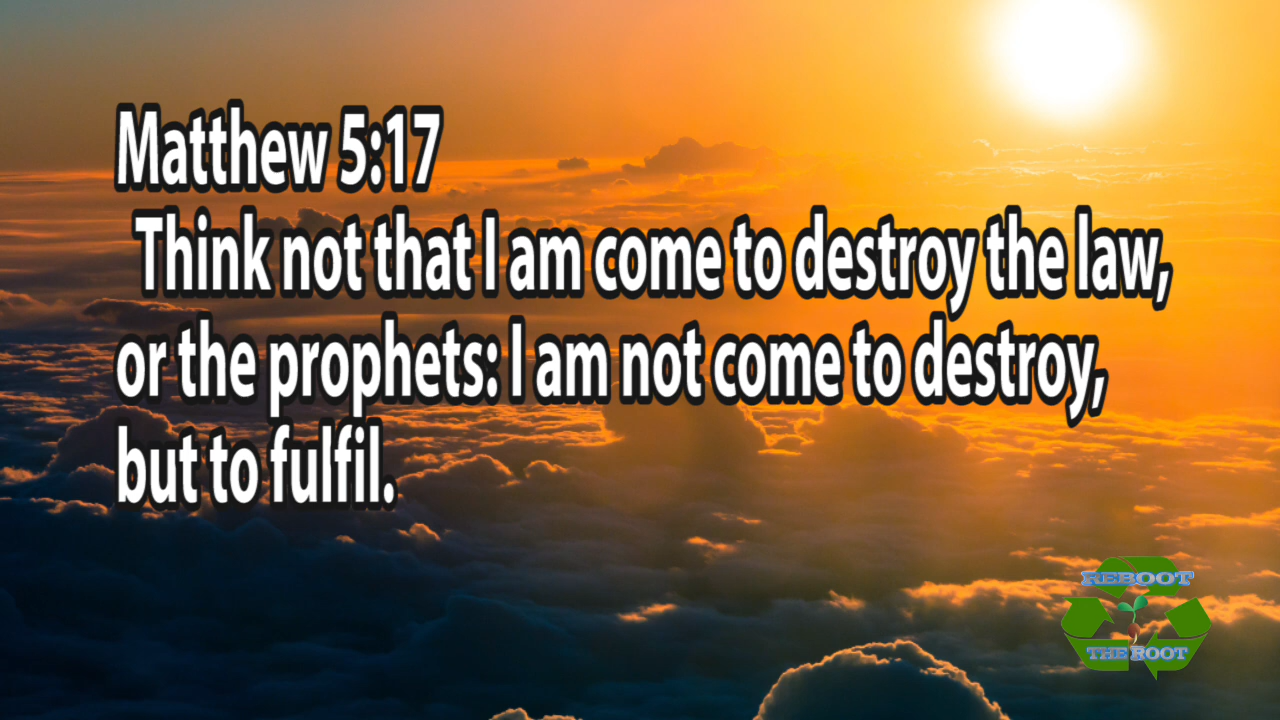 Matthew 5:17
Think not that I am come to destroy the law,
or the prophets: I am not come to destroy,
but to fulfil.
REBOOT
THE ROOT